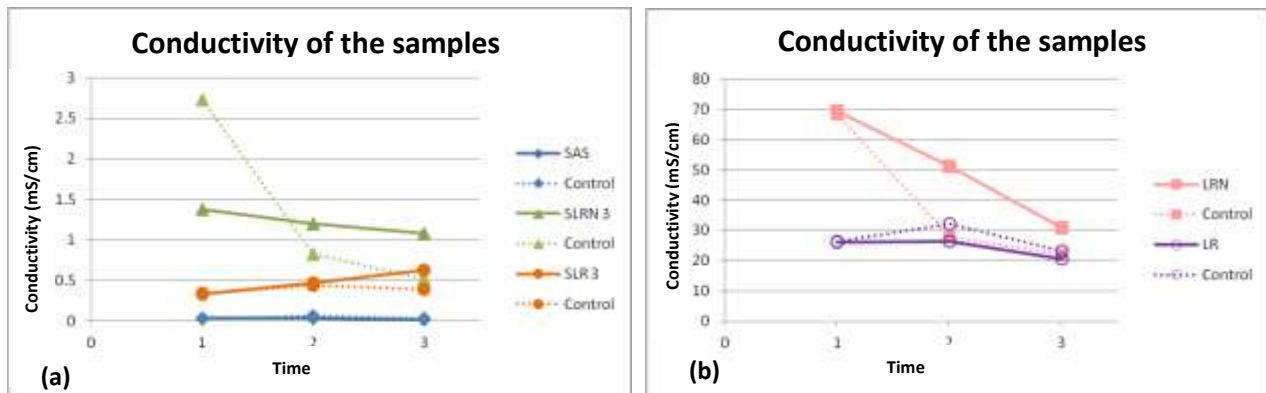 Conductivity of the samples
3
2.5
2
1.5
1
0.5
0
0 1 2 3
Conductivity (mS/cm)
Time
SAS
Control
SLRN 3
Control
SLR 3
Control
(a)
Conductivity of the samples
80
70
60
50
40
30
20
10
0
0 1 2 3
Conductivity (mS/cm)
Time
LRN
Control
LR
Control
(b)